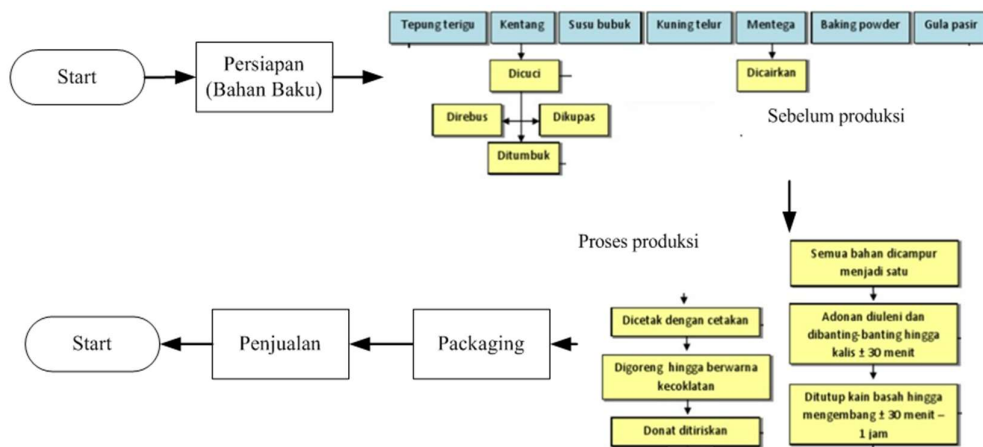 Tepung terigu
Kentang
Susu bubuk
Kuning telur
Mentega
Baking powder
Gula pasir
Start
Persiapan
(Bahan Baku)
Dicuci
Dicairkan
Direbus
Dikupas
Sebelum produksi
Ditumbuk
Proses produksi
Semua bahan dicampur
menjadi satu
Adonan diuleni dan
dibanting-banting hingga
kalis ± 30 menit
Ditutup kain basah hingga
mengembang ± 30 menit –
1 jam
Dicetak dengan cetakan
Digoreng hingga berwarna
kecoklatan
Donat ditiriskan
Packaging
Penjualan
Start